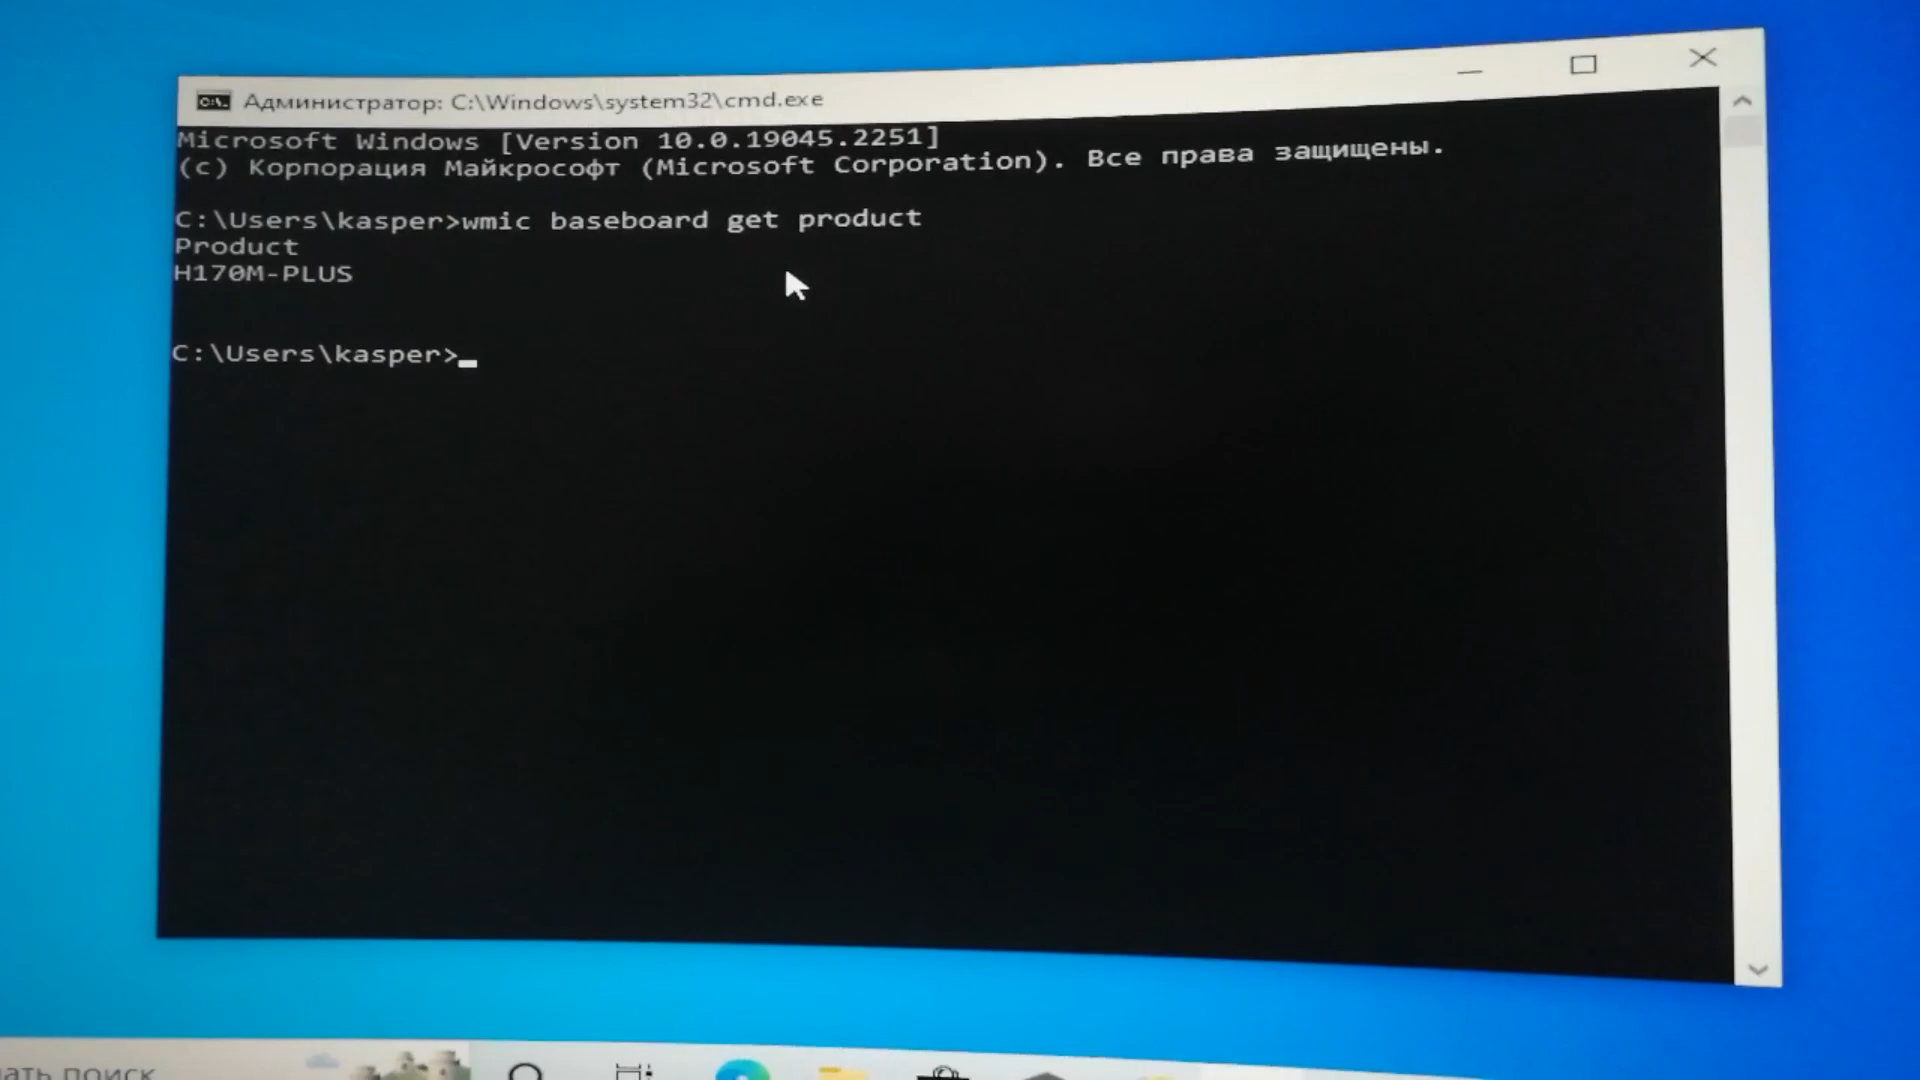 Администратор: C:\Windows\system32\cmd.exe
Microsoft Windows [Version 10.0.19045.2251]
(c) Корпорация Майкрософт (Microsoft Corporation). Все права защищены.
C:\Users\kasper>wmic baseboard get product
Product
H170M-PLUS
C:\Users\kasper>
поиск